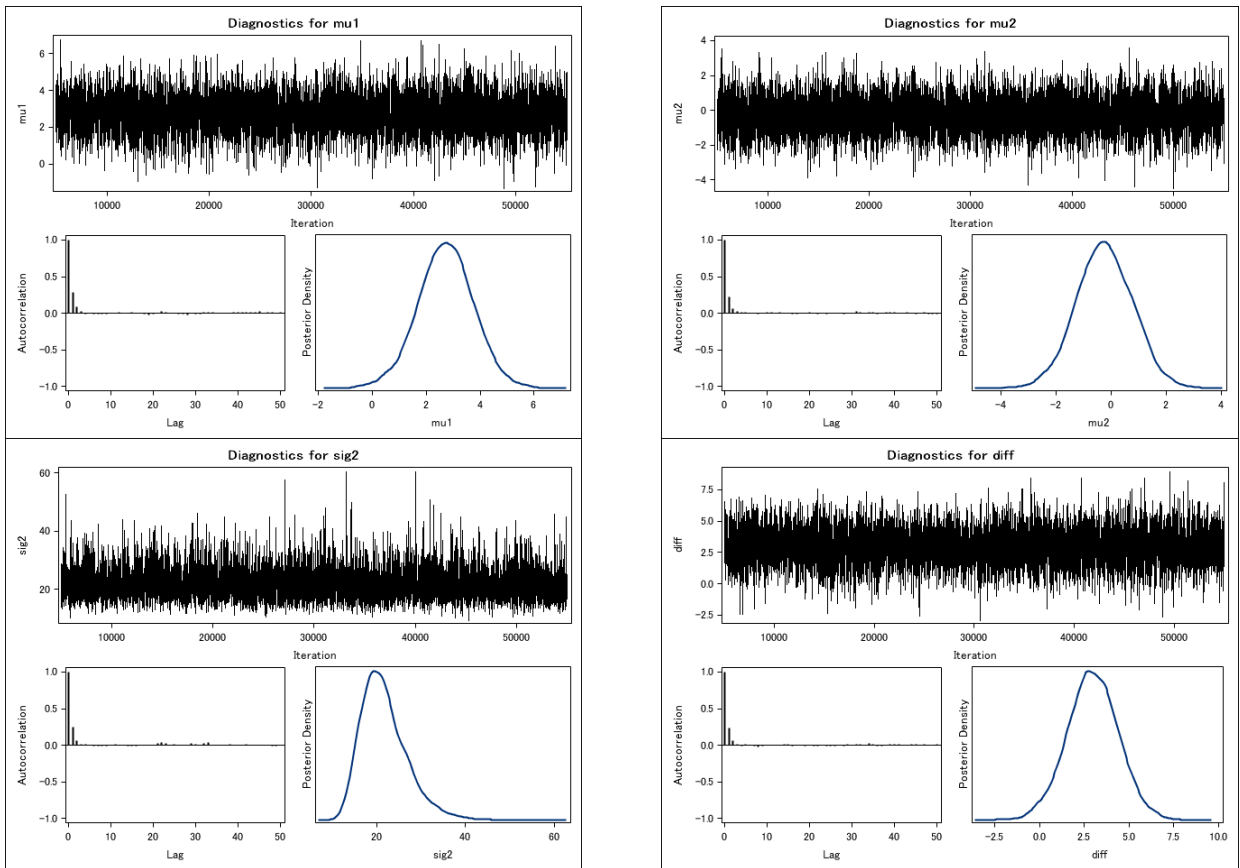 Diagnostics for mu1
mu1
6
4
2
0
10000 20000 30000 40000 50000
Iteration
Autocorrelation
1.0
0.5
0.0
−0.5
−1.0
0 10 20 30 40 50
Lag
Posterior Density
−2 0 2 4 6
mu1
Diagnostics for mu2
mu2
4
2
0
−2
−4
10000 20000 30000 40000 50000
Iteration
Autocorrelation
1.0
0.5
0.0
−0.5
−1.0
0 10 20 30 40 50
Lag
Posterior Density
−4 −2 0 2 4
mu2
Diagnostics for sig2
sig2
60
40
20
10000 20000 30000 40000 50000
Iteration
Autocorrelation
1.0
0.5
0.0
−0.5
−1.0
0 10 20 30 40 50
Lag
Posterior Density
20 40 60
sig2
Diagnostics for diff
diff
7.5
5.0
2.5
0.0
−2.5
10000 20000 30000 40000 50000
Iteration
Autocorrelation
1.0
0.5
0.0
−0.5
−1.0
0 10 20 30 40 50
Lag
Posterior Density
−2.5 0.0 2.5 5.0 7.5 10.0
diff